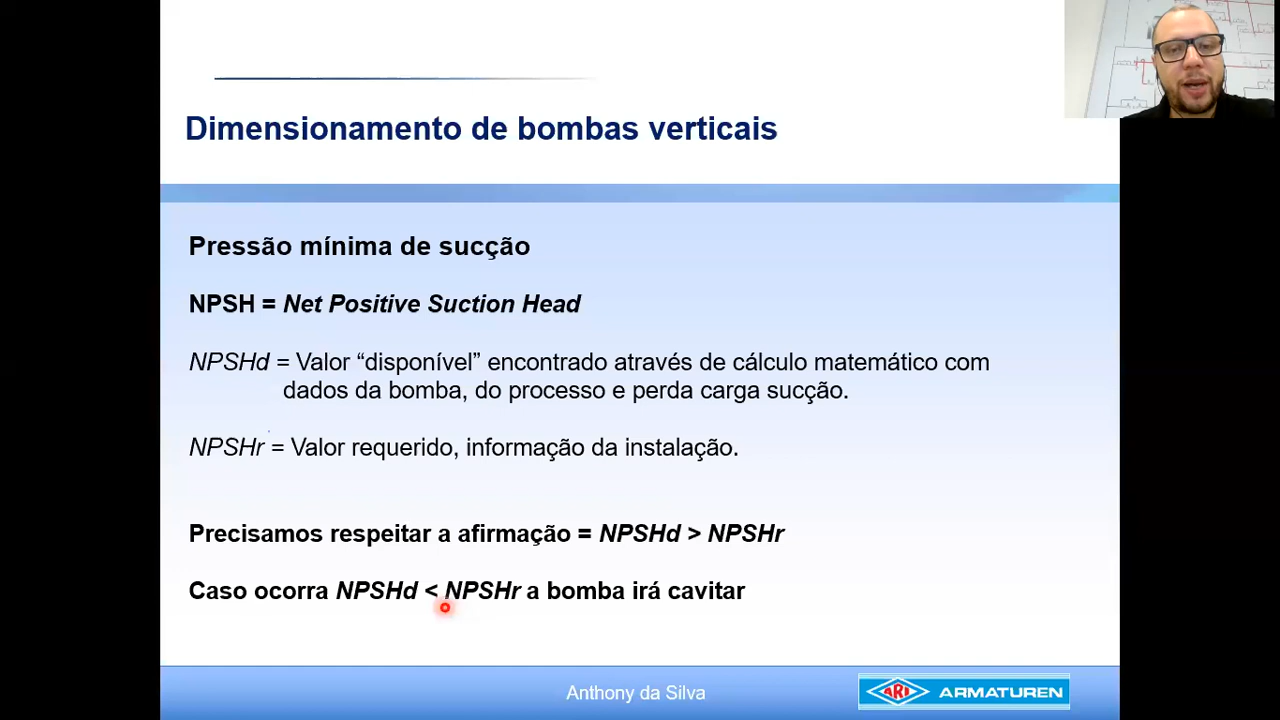 Dimensionamento de bombas verticais
Pressão mínima de sucção
NPSH = Net Positive Suction Head
NPSHd = Valor “disponível” encontrado através de cálculo matemático com
dados da bomba, do processo e perda carga sucção.
NPSHr = Valor requerido, informação da instalação.
Precisamos respeitar a afirmação = NPSHd > NPSHr
Caso ocorra NPSHd < NPSHr a bomba irá cavitar
Anthony da Silva
ARI ARMATUREN